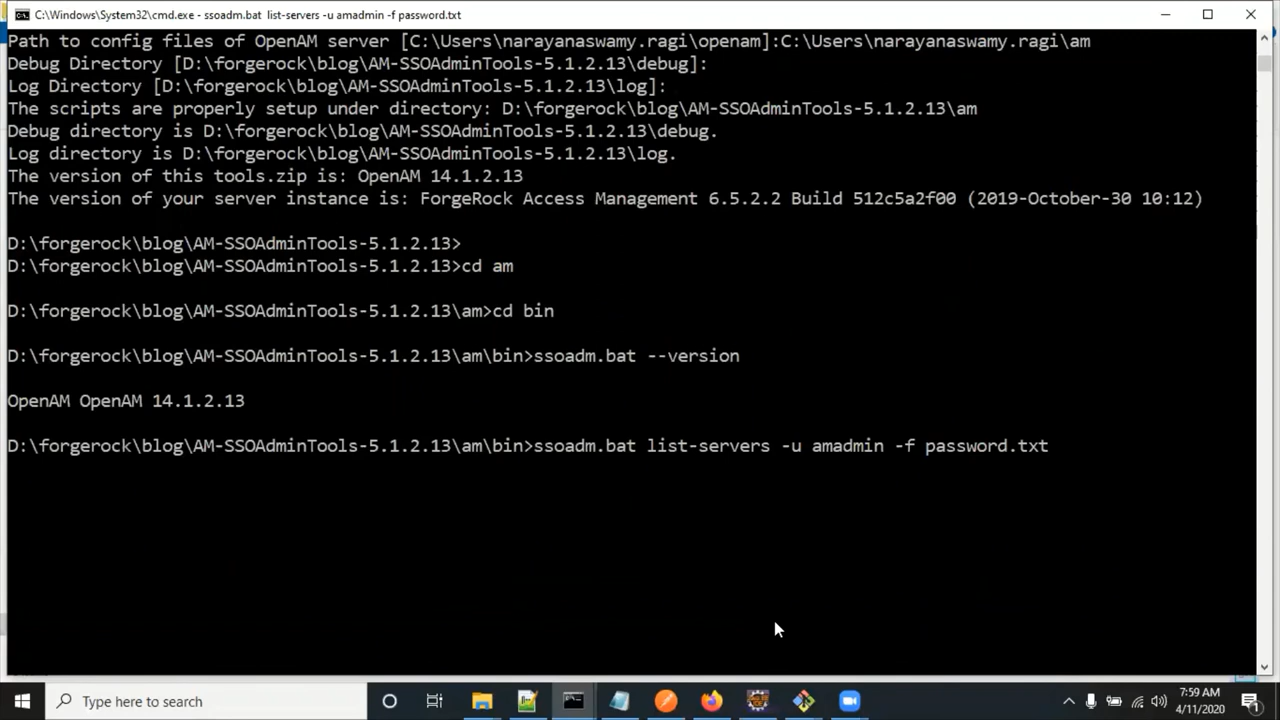 C:\Windows\System32\cmd.exe - ssoadm.bat  list-servers -u amadmin -f password.txt
Path to config files of OpenAM server [C:\Users\narayanaswamy.ragi\openam]:C:\Users\narayanaswamy.ragi\am
Debug Directory [D:\forgerock\blog\AM-SSOAdminTools-5.1.2.13\debug]:
Log Directory [D:\forgerock\blog\AM-SSOAdminTools-5.1.2.13\log]:
The scripts are properly setup under directory: D:\forgerock\blog\AM-SSOAdminTools-5.1.2.13\am
Debug directory is D:\forgerock\blog\AM-SSOAdminTools-5.1.2.13\debug.
Log directory is D:\forgerock\blog\AM-SSOAdminTools-5.1.2.13\log.
The version of this tools.zip is: OpenAM 14.1.2.13
The version of your server instance is: ForgeRock Access Management 6.5.2.2 Build 512c5a2f00 (2019-October-30 10:12)
D:\forgerock\blog\AM-SSOAdminTools-5.1.2.13>
D:\forgerock\blog\AM-SSOAdminTools-5.1.2.13>cd am
D:\forgerock\blog\AM-SSOAdminTools-5.1.2.13\am>cd bin
D:\forgerock\blog\AM-SSOAdminTools-5.1.2.13\am\bin>ssoadm.bat --version
OpenAM OpenAM 14.1.2.13
D:\forgerock\blog\AM-SSOAdminTools-5.1.2.13\am\bin>ssoadm.bat list-servers -u amadmin -f password.txt
Type here to search
7:59 AM
4/11/2020
1